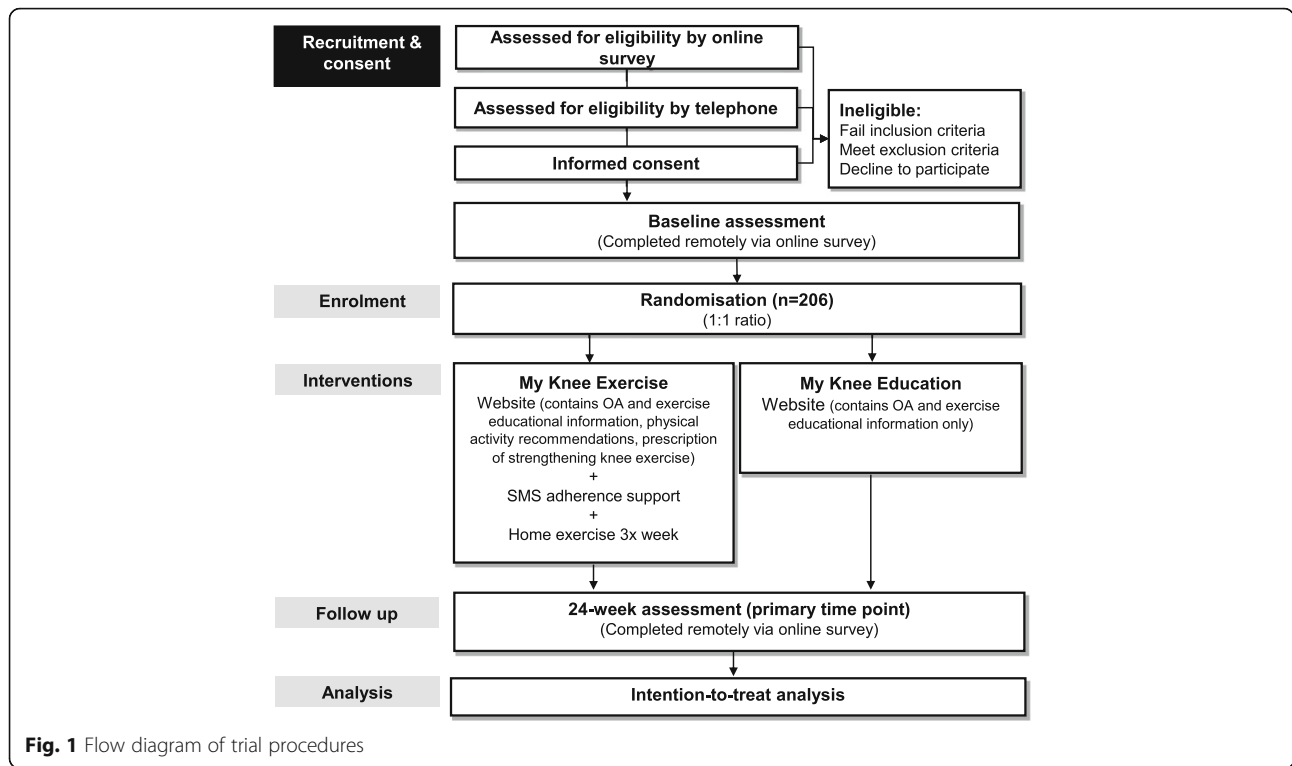 Recruitment &
consent
Assessed for eligibility by online
survey
Assessed for eligibility by telephone
Informed consent
Ineligible:
Fail inclusion criteria
Meet exclusion criteria
Decline to participate
Baseline assessment
(Completed remotely via online survey)
Enrolment
Randomisation (n=206)
(1:1 ratio)
Interventions
My Knee Exercise
Website (contains OA and exercise
educational information, physical
activity recommendations, prescription
of strengthening knee exercise)
+
SMS adherence support
+
Home exercise 3x week
My Knee Education
Website (contains OA and exercise
educational information only)
Follow up
24-week assessment (primary time point)
(Completed remotely via online survey)
Analysis
Intention-to-treat analysis
Fig. 1 Flow diagram of trial procedures